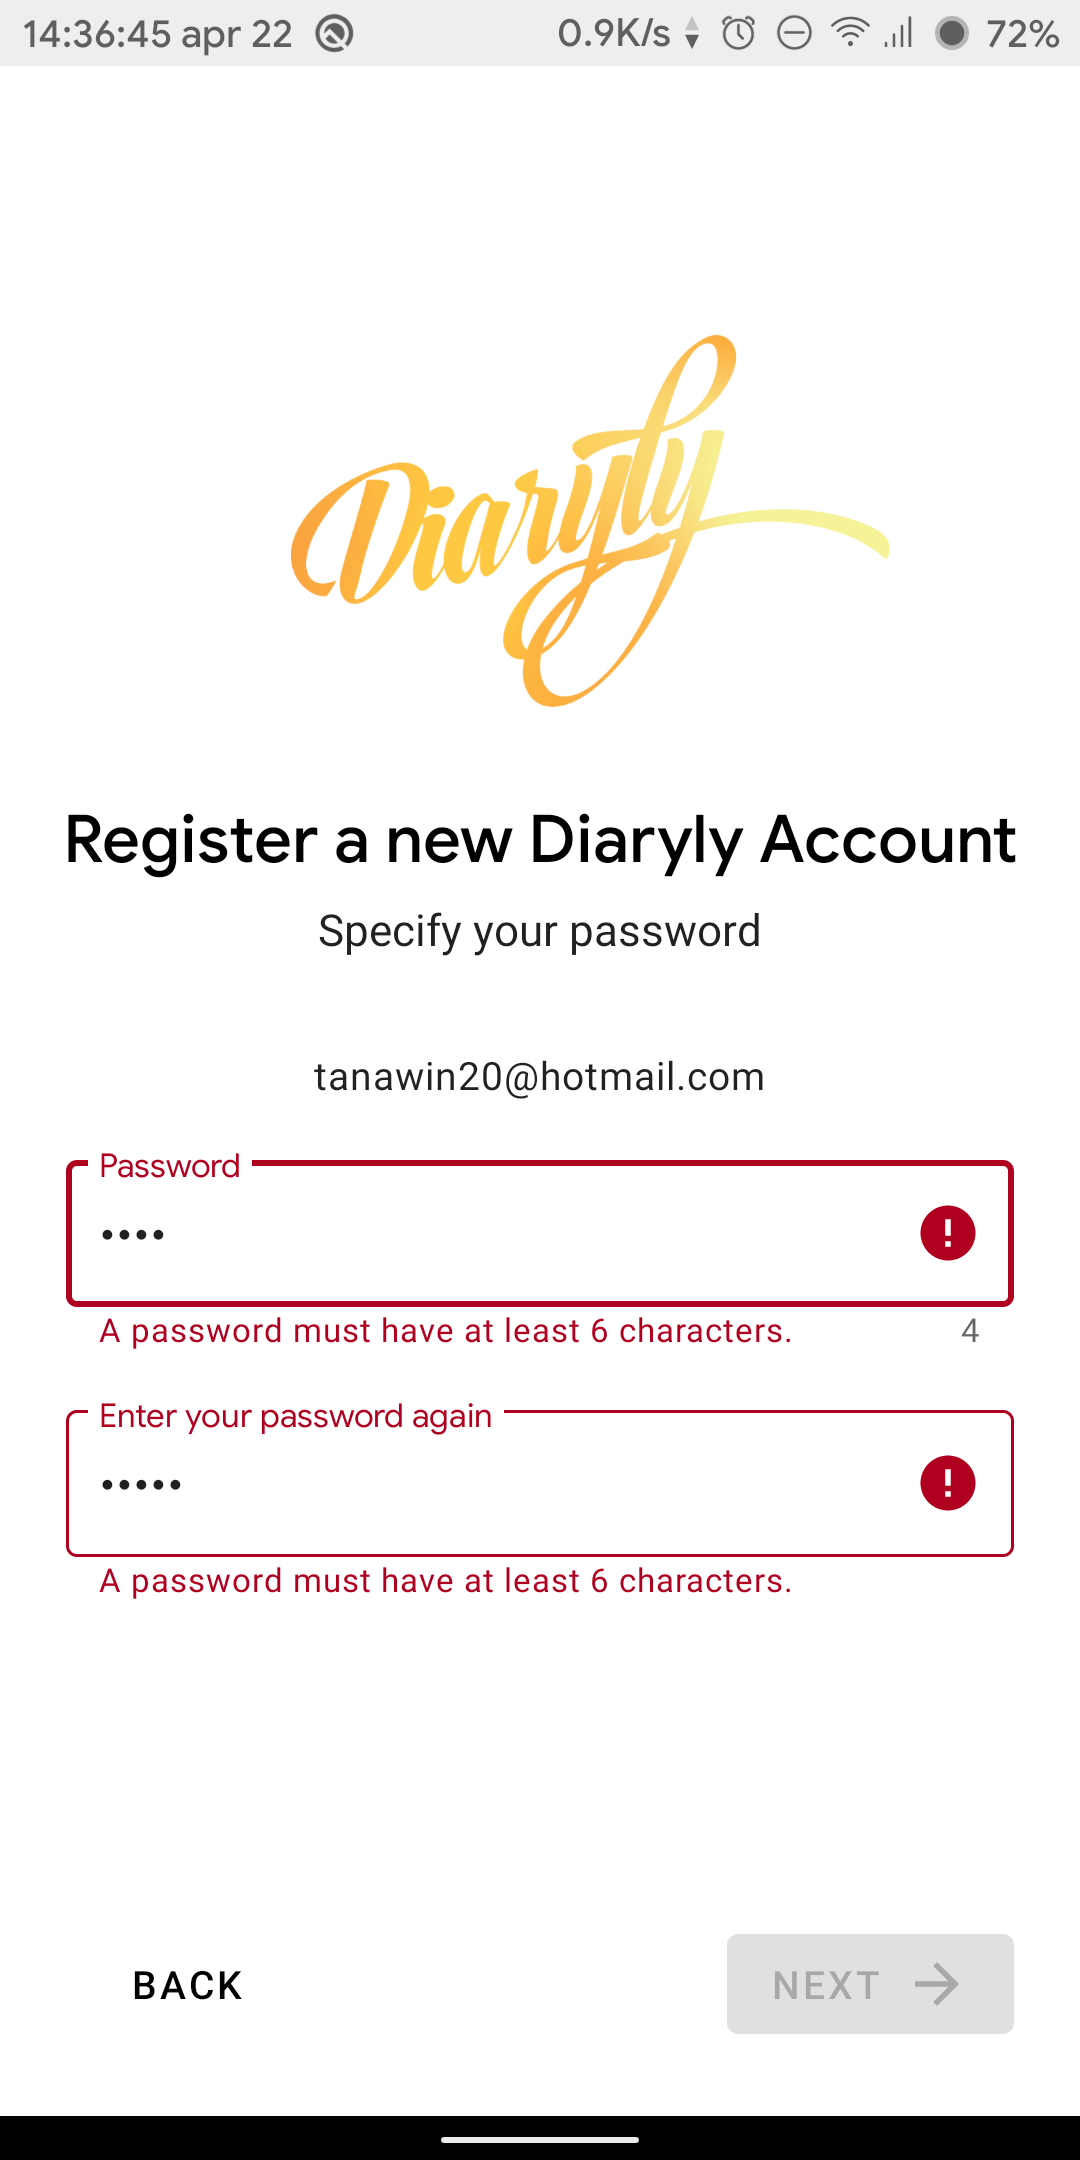 14:36:45 apr 22 0.9K/s 72%
Diaryly
Register a new Diaryly Account
Specify your password
tanawin20@hotmail.com
Password
••••
A password must have at least 6 characters. 4
Enter your password again
•••••
A password must have at least 6 characters.
BACK NEXT